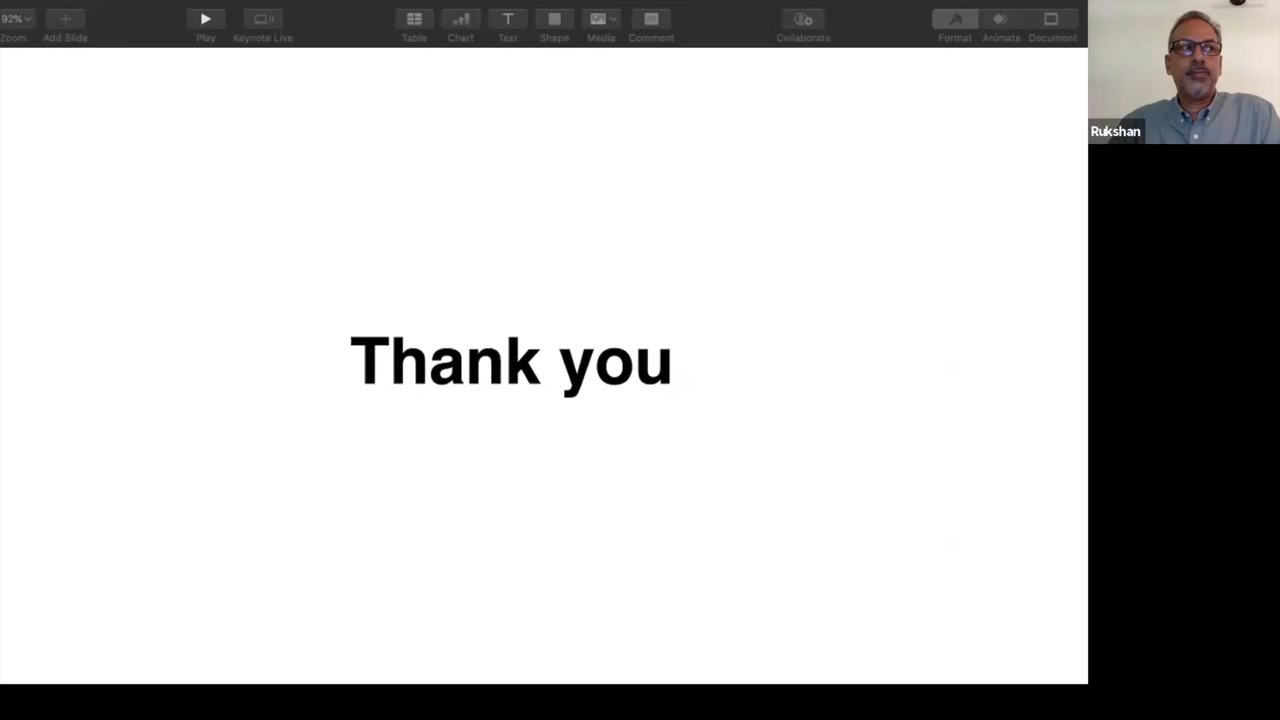 92%
Zoom
Add Slide
Play
Keynote Live
Table
Chart
Text
Shape
Media
Comment
Collaborate
Format
Animate
Document
Rukshan
Thank you